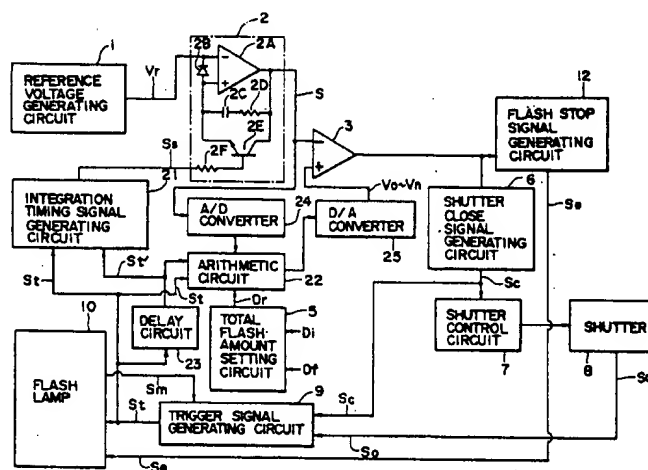 1
REFERENCE
VOLTAGE
GENERATING
CIRCUIT
Vr
2
2B
2A
2C
2D
2E
2F
S
Ss
3
12
FLASH STOP
SIGNAL
GENERATING
CIRCUIT
Vo~Vn
21
INTEGRATION
TIMING SIGNAL
GENERATING
CIRCUIT
A/D
CONVERTER
24
D/A
CONVERTER
25
6
SHUTTER
CLOSE
SIGNAL
GENERATING
CIRCUIT
Se
St
St'
St
ARITHMETIC
CIRCUIT
22
Sc
10
FLASH
LAMP
DELAY
CIRCUIT
23
Dr
5
TOTAL
FLASH-
AMOUNT
SETTING
CIRCUIT
Di
Df
SHUTTER
CONTROL
CIRCUIT
7
SHUTTER
8
Sm
St
9
TRIGGER SIGNAL
GENERATING
CIRCUIT
Sc
So
So
Se